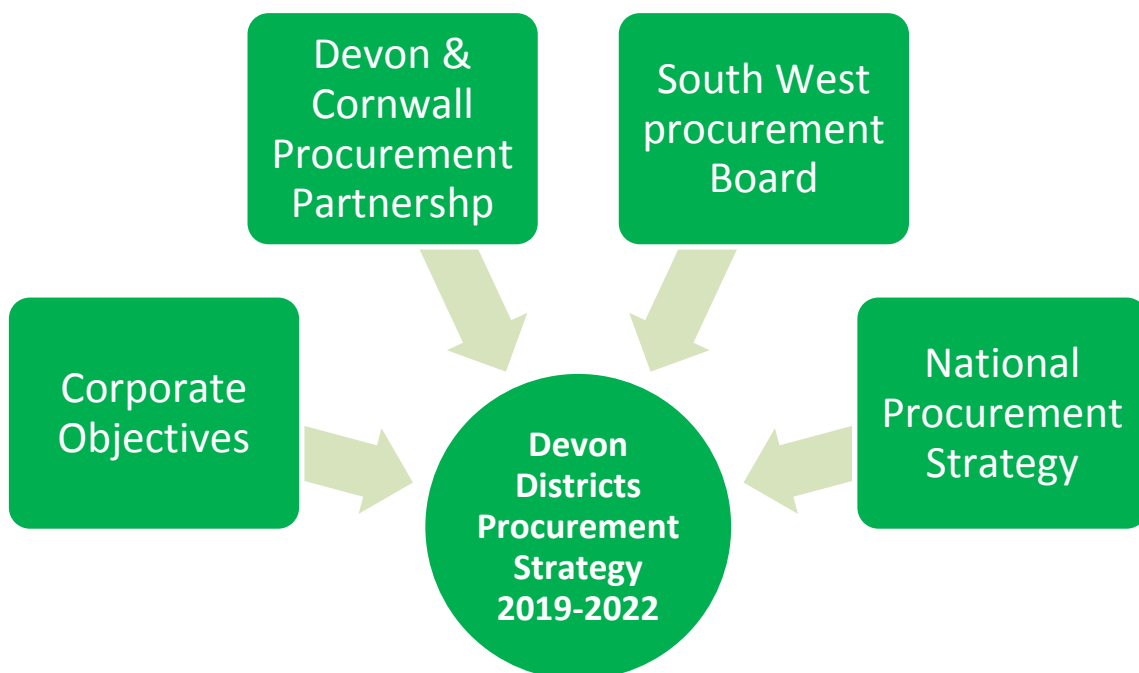 Devon &
Cornwall
Procurement
Partnershp
South West
procurement
Board
Corporate
Objectives
National
Procurement
Strategy
Devon
Districts
Procurement
Strategy
2019-2022